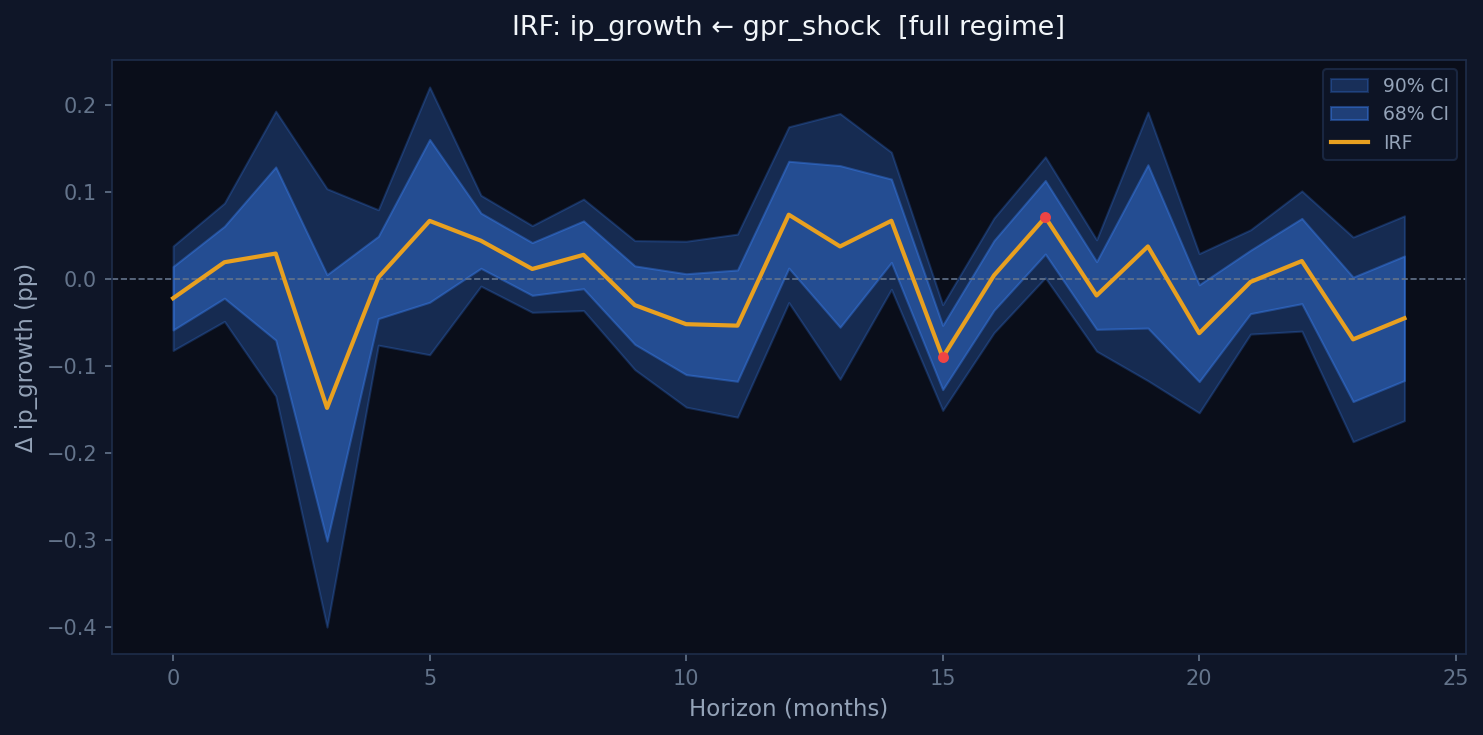 IRF: ip_growth ← gpr_shock  [full regime]
90% CI
68% CI
IRF
Δ ip_growth (pp)
0.2
0.1
0.0
−0.1
−0.2
−0.3
−0.4
0 5 10 15 20 25
Horizon (months)